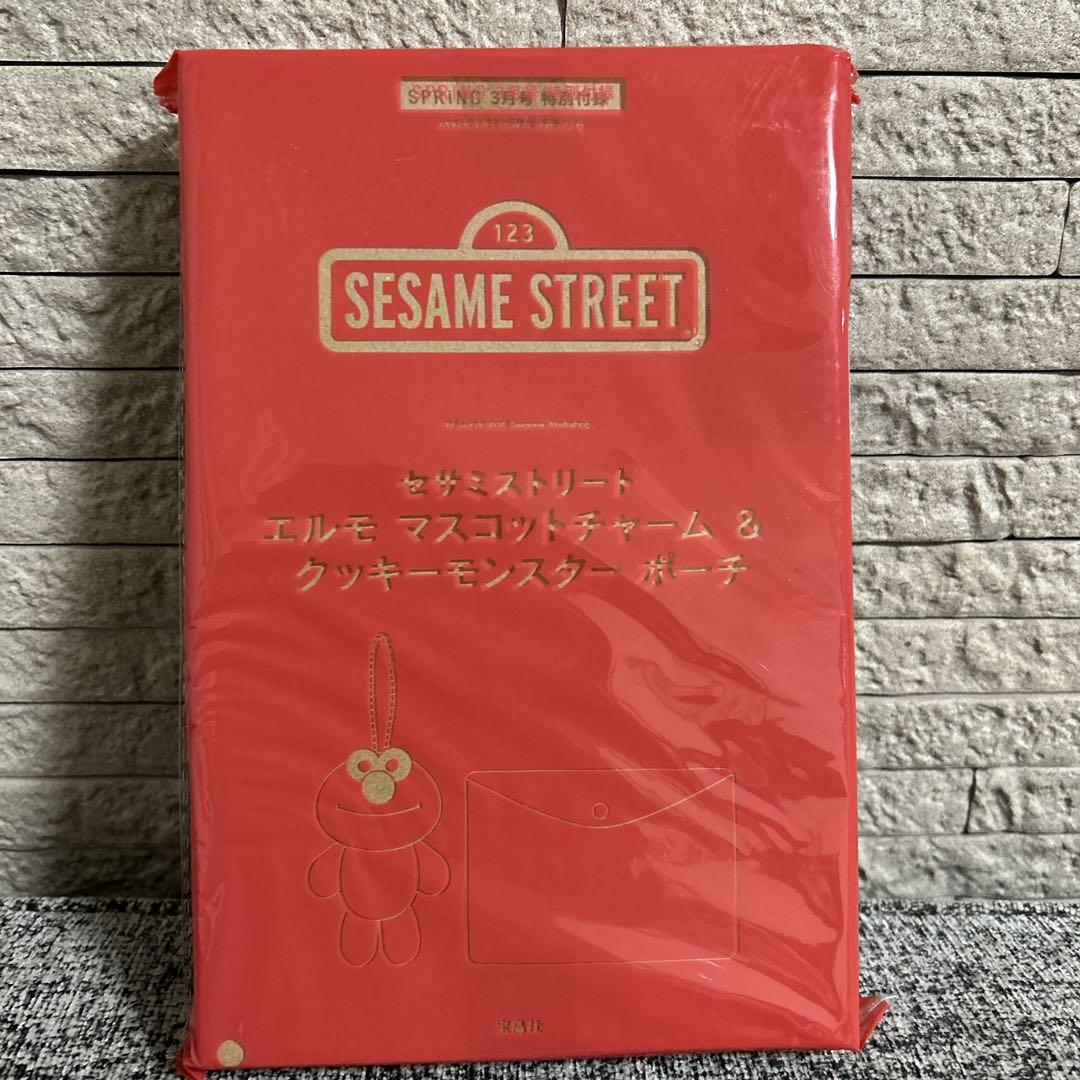 SPRiNG 3月号 特別付録
123
SESAME STREET
Sesame Workshop
セサミストリート
エルモ マスコットチャーム &
クッキーモンスター ポーチ
宝島社